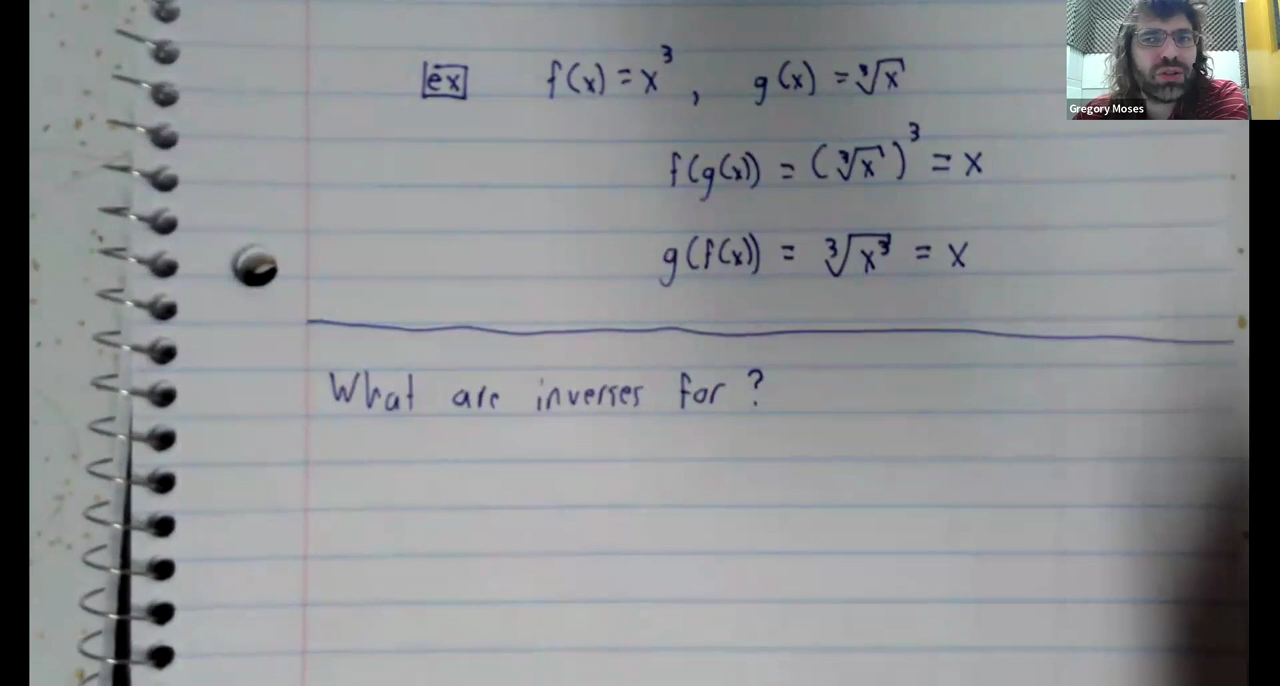 ex f(x) = x³, g(x) = ∛x
Gregory Moses
f(g(x)) = (∛x)³ = x
g(f(x)) = ∛x³ = x
What are inverses for?